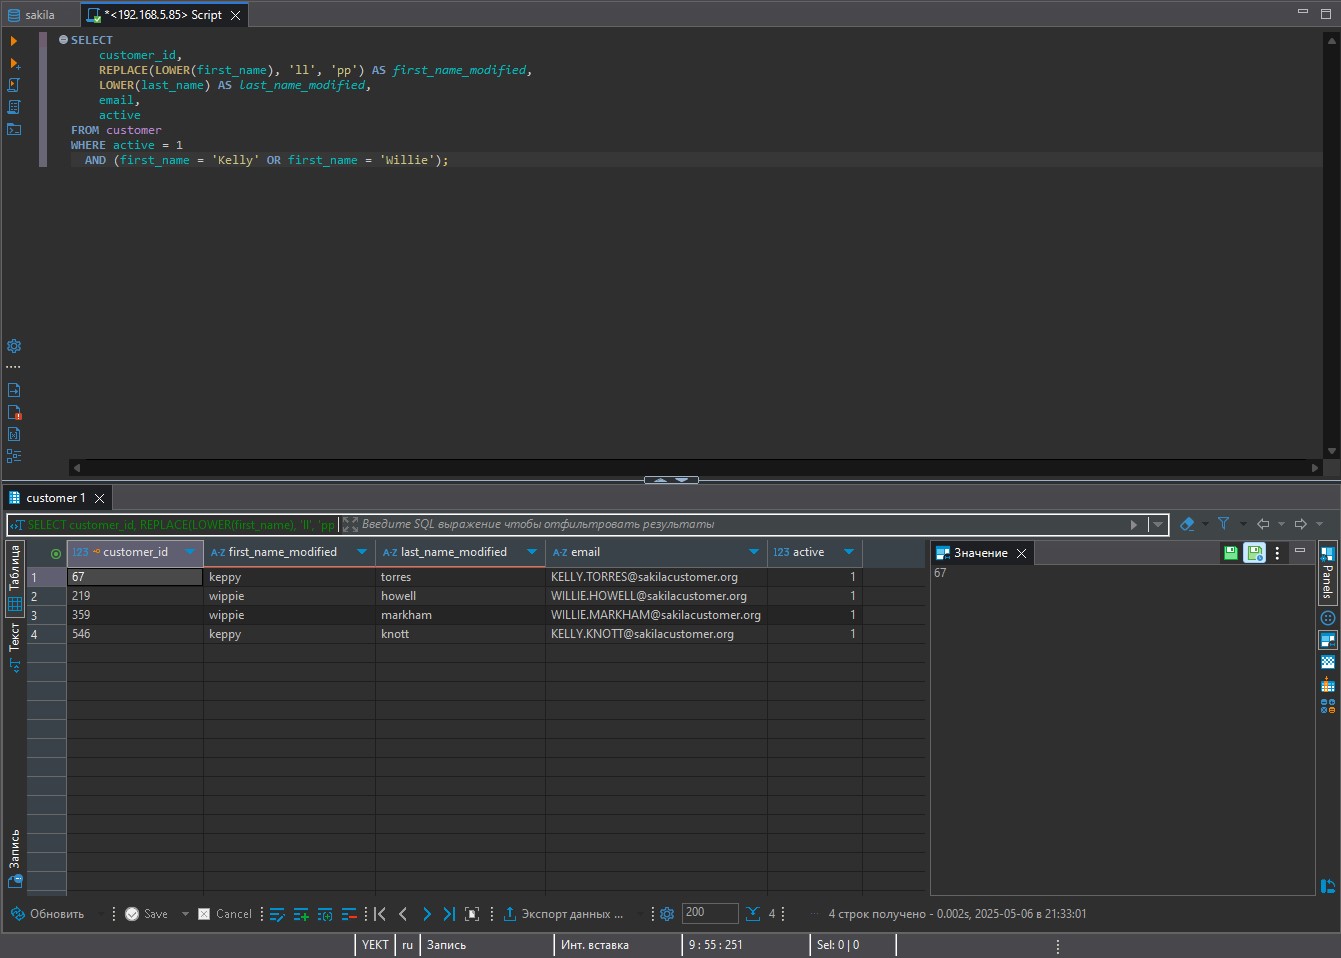 sakila
*<192.168.5.85> Script
SELECT
customer_id,
REPLACE(LOWER(first_name), 'll', 'pp') AS first_name_modified,
LOWER(last_name) AS last_name_modified,
email,
active
FROM customer
WHERE active = 1
AND (first_name = 'Kelly' OR first_name = 'Willie');
customer 1
SELECT customer_id, REPLACE(LOWER(first_name), 'll', 'pp
Введите SQL выражение чтобы отфильтровать результаты
Таблица
Текст
Запись
123 customer_id A-Z first_name_modified A-Z last_name_modified A-Z email 123 active
1 67 keppy torres KELLY.TORRES@sakilacustomer.org 1
2 219 wippie howell WILLIE.HOWELL@sakilacustomer.org 1
3 359 wippie markham WILLIE.MARKHAM@sakilacustomer.org 1
4 546 keppy knott KELLY.KNOTT@sakilacustomer.org 1
Значение
67
Panels
Обновить Save Cancel Экспорт данных ... 200 4 4 строк получено - 0.002s, 2025-05-06 в 21:33:01
YEKT ru Запись Инт. вставка 9 : 55 : 251 Sel: 0 | 0